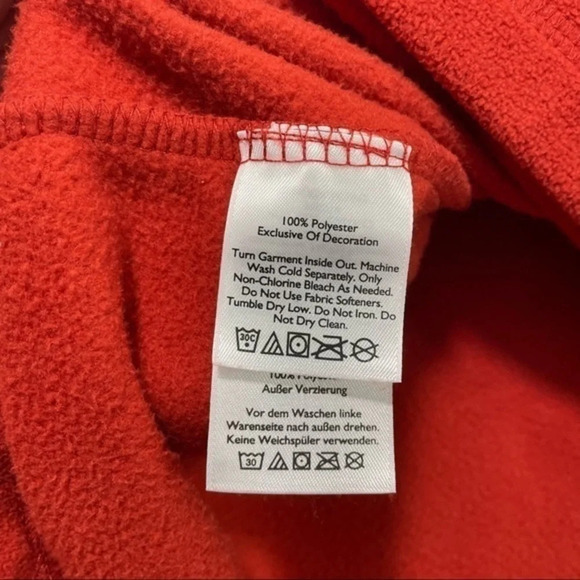 100% Polyester
Exclusive Of Decoration
Turn Garment Inside Out. Machine
Wash Cold Separately. Only
Non-Chlorine Bleach As Needed.
Do Not Use Fabric Softeners.
Tumble Dry Low. Do Not Iron. Do
Not Dry Clean.
30C
100% Polyester
Außer Verzierung
Vor dem Waschen linke
Warenseite nach außen drehen.
Keine Weichspüler verwenden.
30